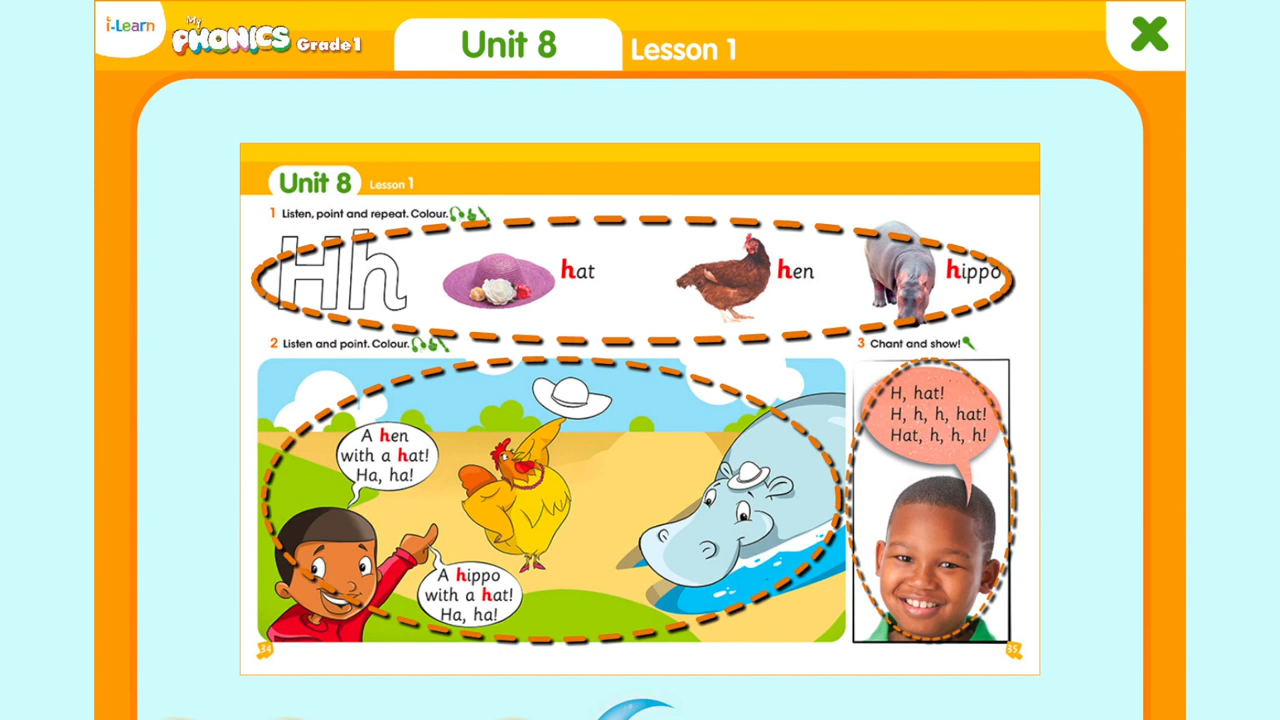 i-Learn
My
PHONICS Grade 1
Unit 8
Lesson 1
Unit 8 Lesson 1
1 Listen, point and repeat. Colour.
Hh
hat
hen
hippo
2 Listen and point. Colour.
A hen
with a hat!
Ha, ha!
A hippo
with a hat!
Ha, ha!
3 Chant and show!
H, hat!
H, h, h, hat!
Hat, h, h, h!
34
35